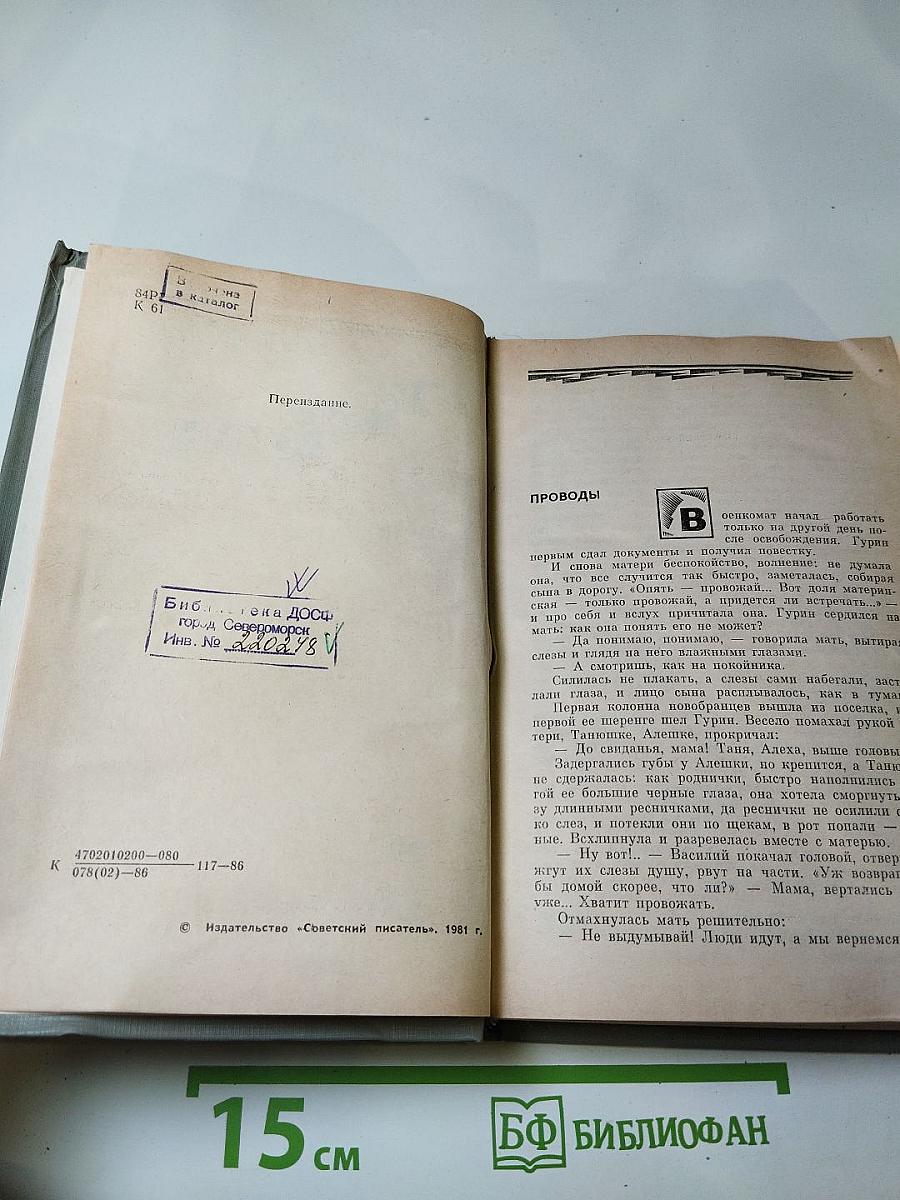 в каталог
К 61
Переиздание.
ДОСФ
город Североморск
Инв. № 220248
К 4702010200—080 117—86
078(02)—86
© Издательство «Советский писатель». 1981 г.
ПРОВОДЫ
Военкомат начал работать
только на другой день по-
сле освобождения. Гурин
первым сдал документы и получил повестку.
И снова матери беспокойство, волнение: не думала
она, что все случится так быстро, заметалась, собирая
сына в дорогу. «Опять — провожай... Вот доля материн-
ская — только провожай, а придется ли встречать...» —
и про себя и вслух причитала она. Гурин сердился на
мать: как она понять его не может?
— Да понимаю, понимаю, — говорила мать, вытирая
слезы и глядя на него влажными глазами.
— А смотришь, как на покойника.
Силилась не плакать, а слезы сами набегали, заст
лали глаза, и лицо сына расплывалось, как в тума
Первая колонна новобранцев вышла из поселка,
первой ее шеренге шел Гурин. Весело помахал рукой
тери, Танюшке, Алешке, прокричал:
— До свиданья, мама! Таня, Алеха, выше головы
Задергались губы у Алешки, но крепится, а Таню
не сдержалась: как роднички, быстро наполнились
гой ее большие черные глаза, она хотела сморгнуть
зу длинными ресничками, да реснички не осилили с
ко слез, и потекли они по щекам, в рот попали —
ные. Всхлипнула и разревелась вместе с матерью.
— Ну вот!.. — Василий покачал головой, отвер
жгут их слезы душу, рвут на части. «Уж возвращ
бы домой скорее, что ли?» — Мама, вертались
уже... Хватит провожать.
Отмахнулась мать решительно:
— Не выдумывай! Люди идут, а мы вернемся
15 см
БФ БИБЛИОФАН